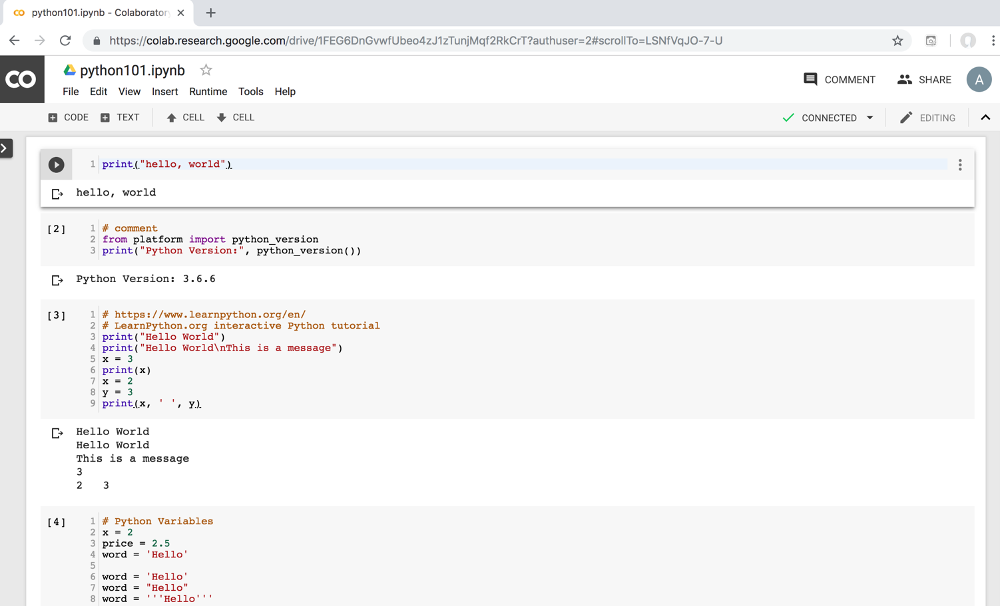 python101.ipynb - Colaboratory
https://colab.research.google.com/drive/1FEG6DnGvwfUbeo4zJ1zTunjMqf2RkCrT?authuser=2#scrollTo=LSNfVqJO-7-U
CO
python101.ipynb
COMMENT SHARE A
File Edit View Insert Runtime Tools Help
CODE TEXT CELL CELL CONNECTED EDITING
1 print("hello, world")
hello, world
[2] 1 # comment
2 from platform import python_version
3 print("Python Version:", python_version())
Python Version: 3.6.6
[3] 1 # https://www.learnpython.org/en/
2 # LearnPython.org interactive Python tutorial
3 print("Hello World")
4 print("Hello World\nThis is a message")
5 x = 3
6 print(x)
7 x = 2
8 y = 3
9 print(x, ' ', y)
Hello World
Hello World
This is a message
3
2   3
[4] 1 # Python Variables
2 x = 2
3 price = 2.5
4 word = 'Hello'
5
6 word = 'Hello'
7 word = "Hello"
8 word = '''Hello'''